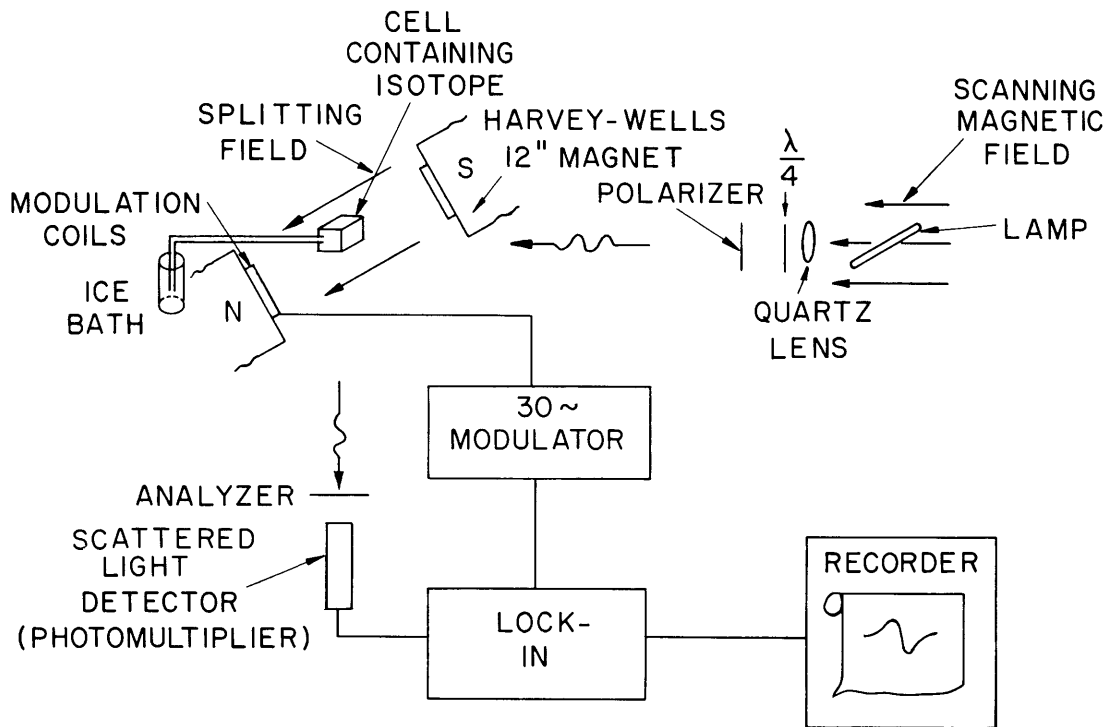 CELL
CONTAINING
ISOTOPE
SPLITTING
FIELD
HARVEY-WELLS
12" MAGNET
S
SCANNING
MAGNETIC
FIELD
λ/4
POLARIZER
LAMP
MODULATION
COILS
ICE
BATH
N
QUARTZ
LENS
30~
MODULATOR
ANALYZER
SCATTERED
LIGHT
DETECTOR
(PHOTOMULTIPLIER)
LOCK-
IN
RECORDER